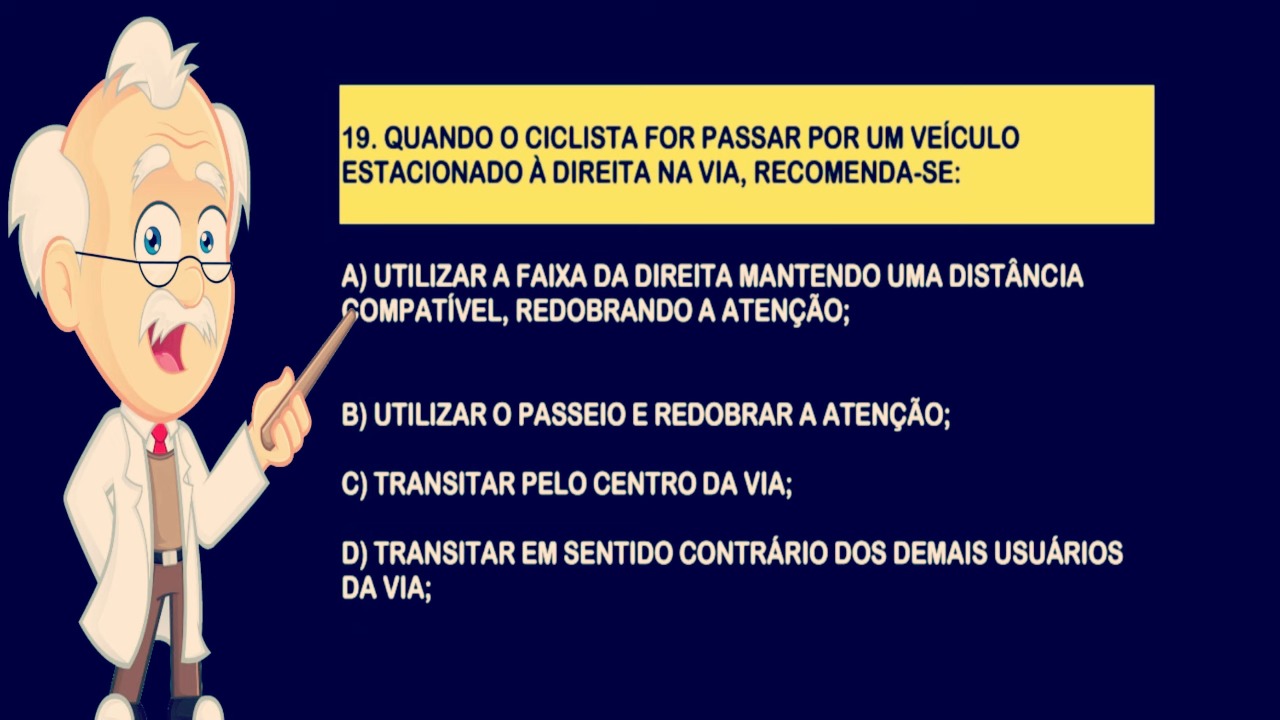 19. QUANDO O CICLISTA FOR PASSAR POR UM VEÍCULO
ESTACIONADO À DIREITA NA VIA, RECOMENDA-SE:
A) UTILIZAR A FAIXA DA DIREITA MANTENDO UMA DISTÂNCIA
COMPATÍVEL, REDOBRANDO A ATENÇÃO;
B) UTILIZAR O PASSEIO E REDOBRAR A ATENÇÃO;
C) TRANSITAR PELO CENTRO DA VIA;
D) TRANSITAR EM SENTIDO CONTRÁRIO DOS DEMAIS USUÁRIOS
DA VIA;